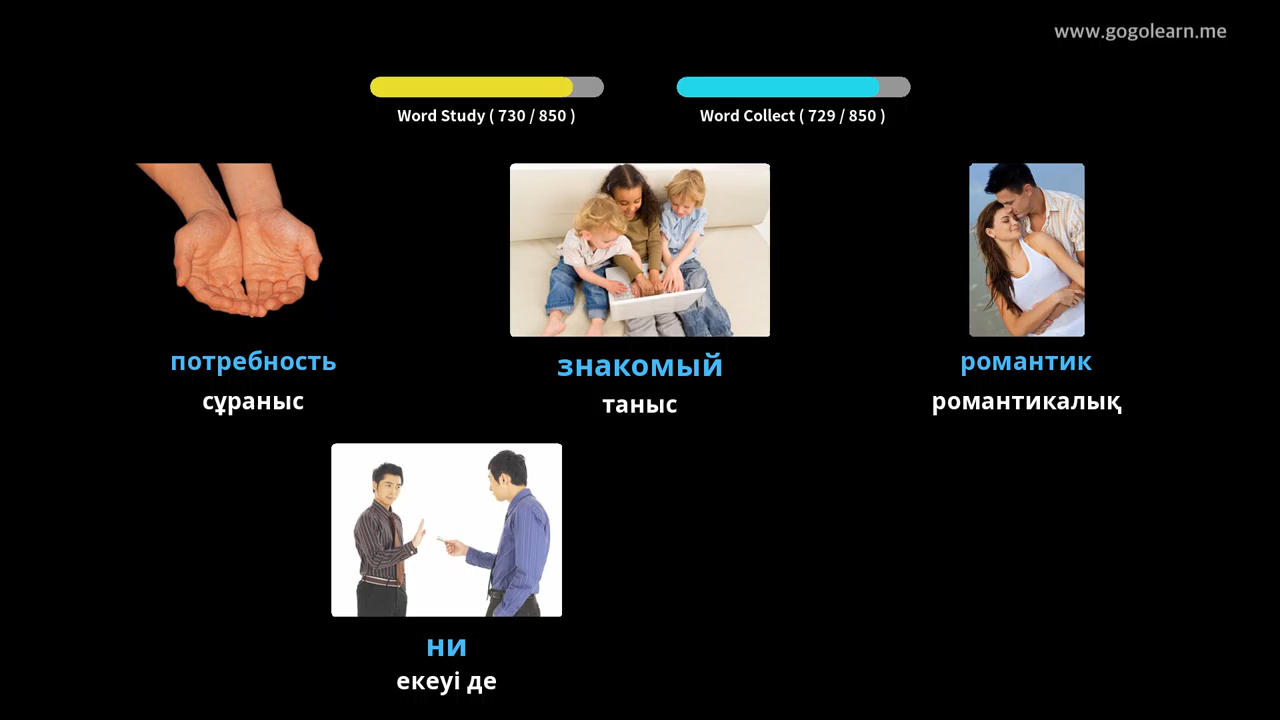 www.gogolearn.me
Word Study ( 730 / 850 )
Word Collect ( 729 / 850 )
потребность
сұраныс
знакомый
таныс
романтик
романтикалық
ни
екеуі де